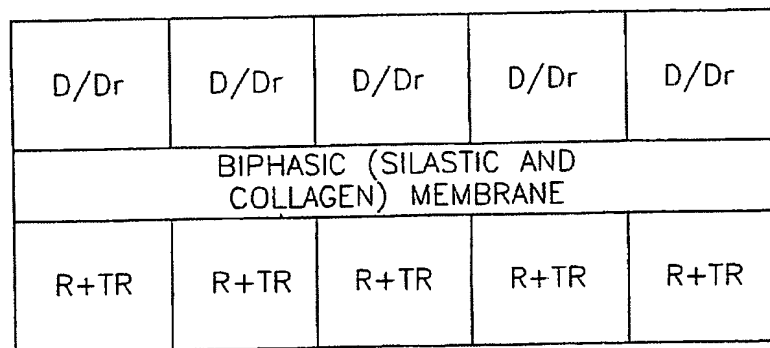 D/Dr D/Dr D/Dr D/Dr D/Dr
BIPHASIC (SILASTIC AND
COLLAGEN) MEMBRANE
R+TR R+TR R+TR R+TR R+TR